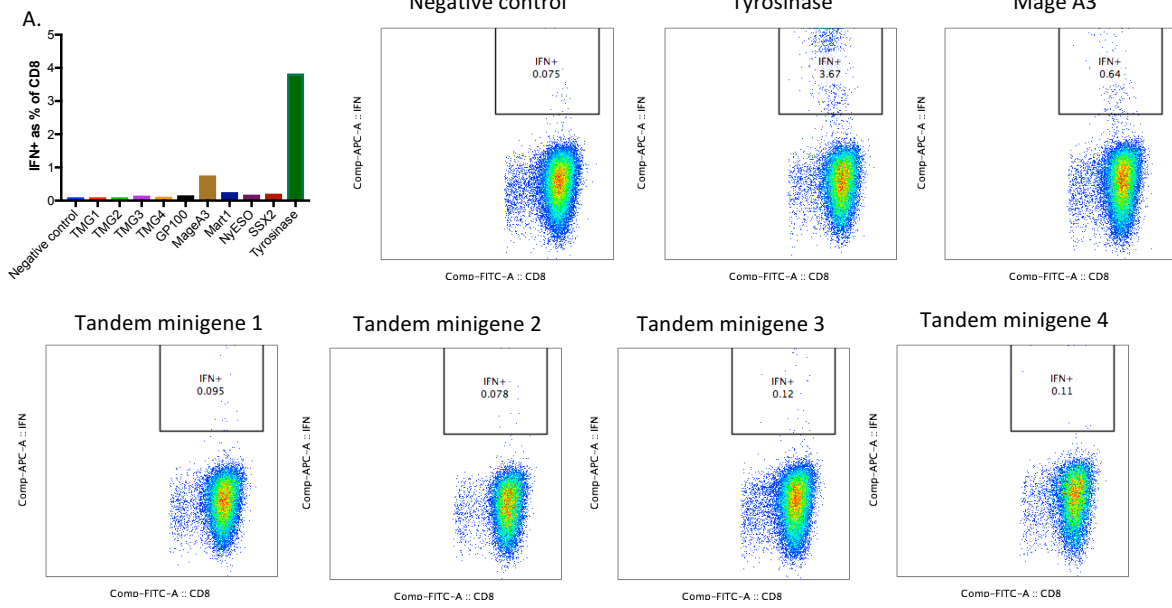 A.
IFN+ as % of CD8
5
4
3
2
1
0
Negative control
TMG1
TMG2
TMG3
TMG4
GP100
MageA3
Mart1
NyESO
SSX2
Tyrosinase
Negative control
IFN+
0.075
Comp-APC-A :: IFN
Comp-FITC-A :: CD8
Tyrosinase
IFN+
3.67
Comp-APC-A :: IFN
Comp-FITC-A :: CD8
Mage A3
IFN+
0.64
Comp-APC-A :: IFN
Comp-FITC-A :: CD8
Tandem minigene 1
IFN+
0.095
Comp-APC-A :: IFN
Comp-FITC-A :: CD8
Tandem minigene 2
IFN+
0.078
Comp-APC-A :: IFN
Comp-FITC-A :: CD8
Tandem minigene 3
IFN+
0.12
Comp-APC-A :: IFN
Comp-FITC-A :: CD8
Tandem minigene 4
IFN+
0.11
Comp-APC-A :: IFN
Comp-FITC-A :: CD8